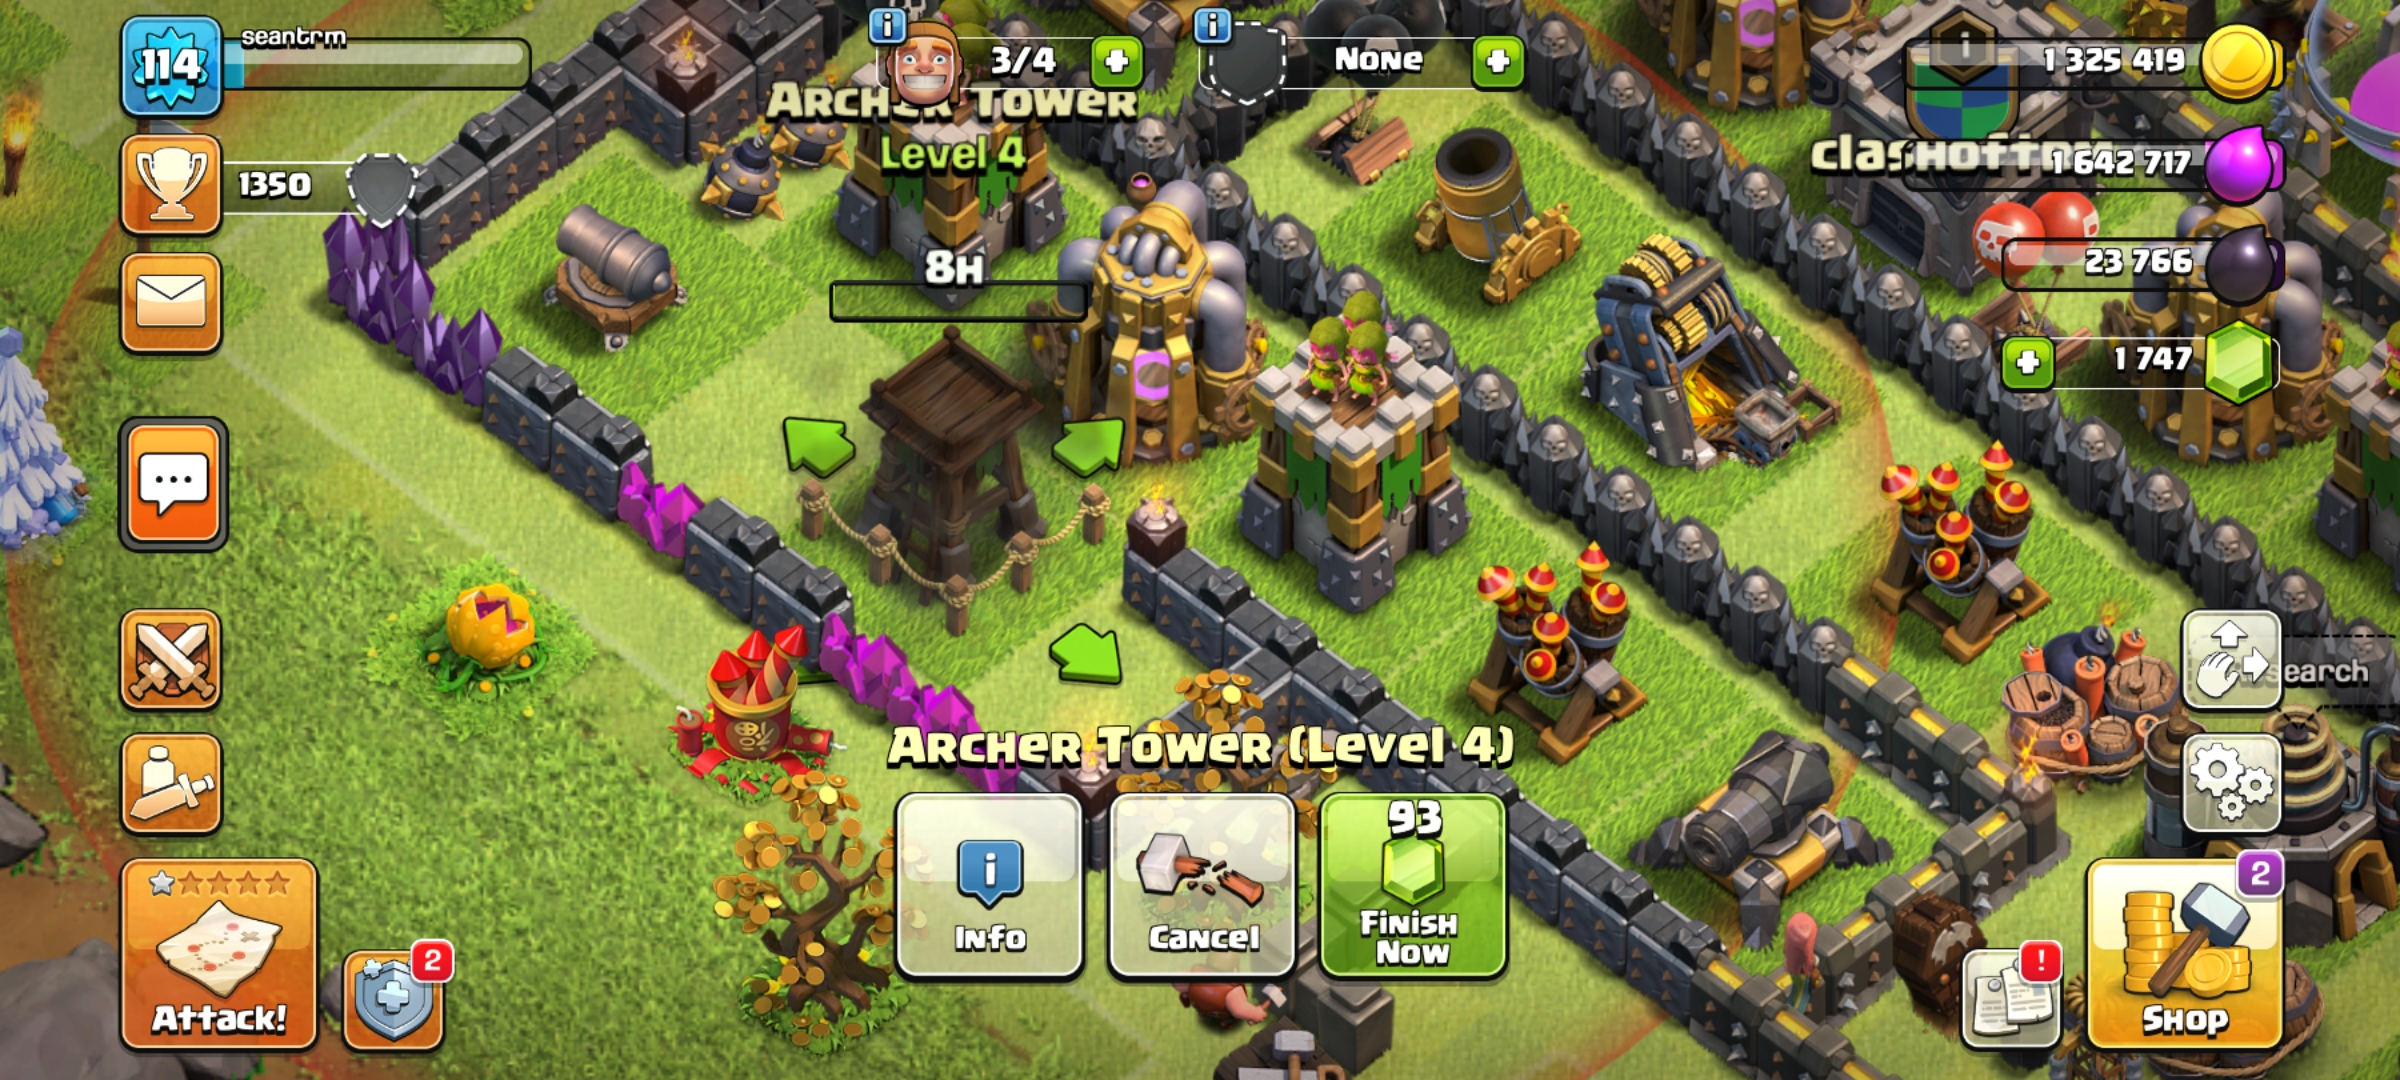 114
seantrm
3/4
None
1 325 419
Archer Tower
Level 4
1 642 717
1350
8H
23 766
1 747
Archer Tower (Level 4)
93
Info
Cancel
Finish
Now
2
Attack!
2
!
Shop